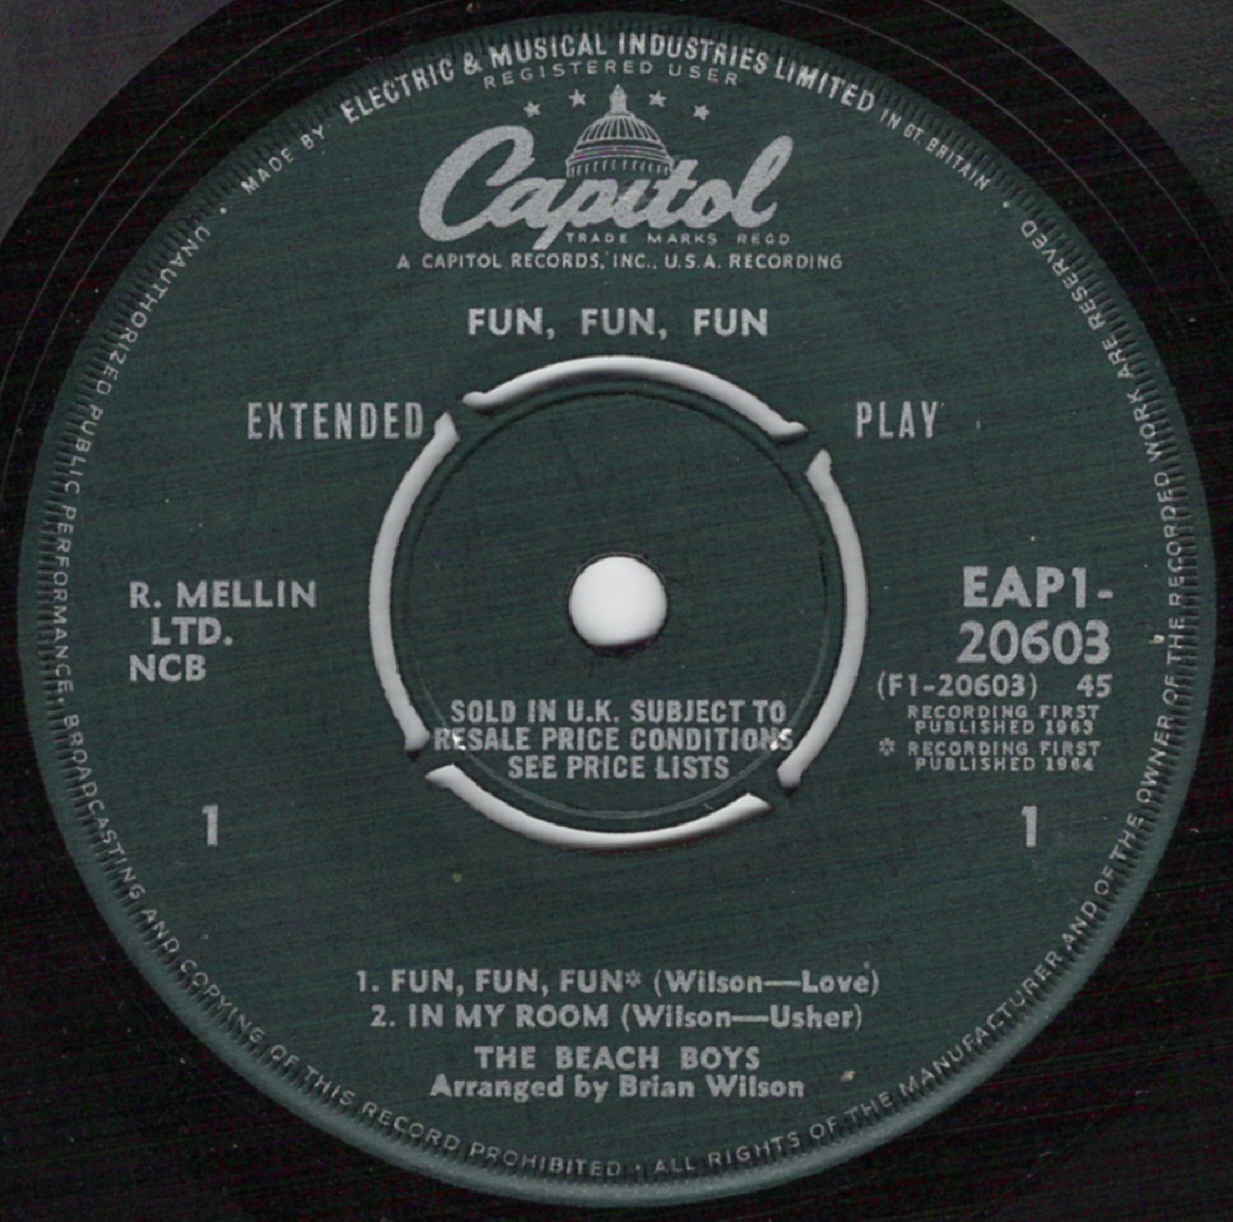 MADE BY ELECTRIC & MUSICAL INDUSTRIES LIMITED IN GT. BRITAIN
REGISTERED USER
Capitol
TRADE MARKS REGD
A CAPITOL RECORDS, INC., U.S.A. RECORDING
FUN, FUN, FUN
EXTENDED PLAY
R. MELLIN
LTD.
NCB
EAP1-
20603
(F1-20603) 45
RECORDING FIRST
PUBLISHED 1963
* RECORDING FIRST
PUBLISHED 1964
SOLD IN U.K. SUBJECT TO
RESALE PRICE CONDITIONS
SEE PRICE LISTS
1 1
1. FUN, FUN, FUN* (Wilson—Love)
2. IN MY ROOM (Wilson—Usher)
THE BEACH BOYS
Arranged by Brian Wilson
UNAUTHORIZED PUBLIC PERFORMANCE, BROADCASTING AND COPYING OF THIS RECORD PROHIBITED · ALL RIGHTS OF THE MANUFACTURER AND OF THE OWNER OF THE RECORDED WORK ARE RESERVED